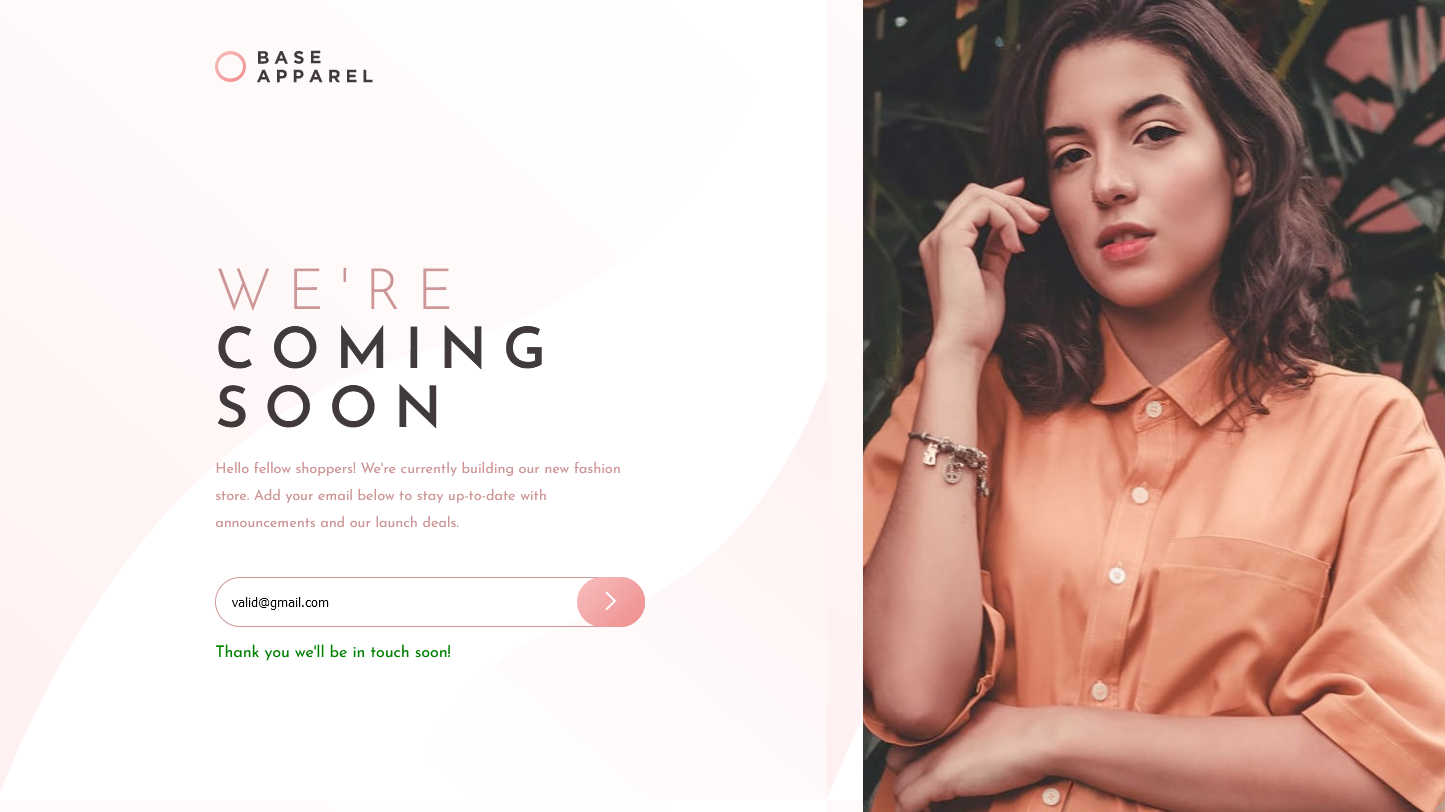 BASE
APPAREL
WE'RE
COMING
SOON
Hello fellow shoppers! We're currently building our new fashion
store. Add your email below to stay up-to-date with
announcements and our launch deals.
valid@gmail.com
Thank you we'll be in touch soon!